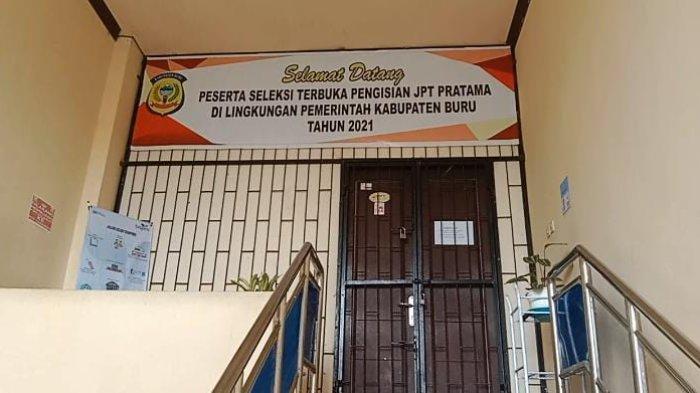 Selamat Datang
PESERTA SELEKSI TERBUKA PENGISIAN JPT PRATAMA
DI LINGKUNGAN PEMERINTAH KABUPATEN BURU
TAHUN 2021